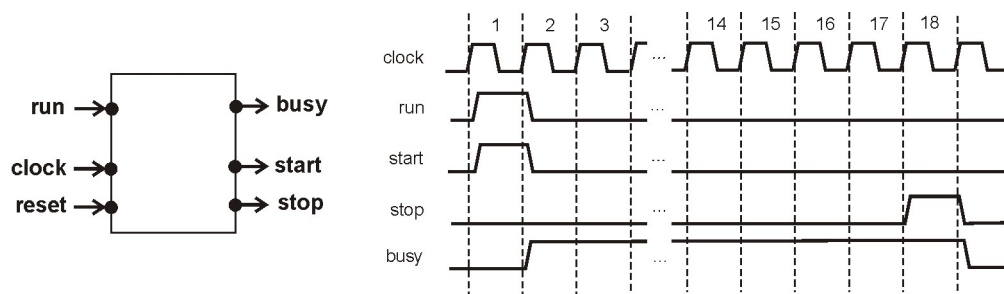 run
clock
reset
busy
start
stop
1 2 3 14 15 16 17 18
clock ...
run ...
start ...
stop ...
busy ...